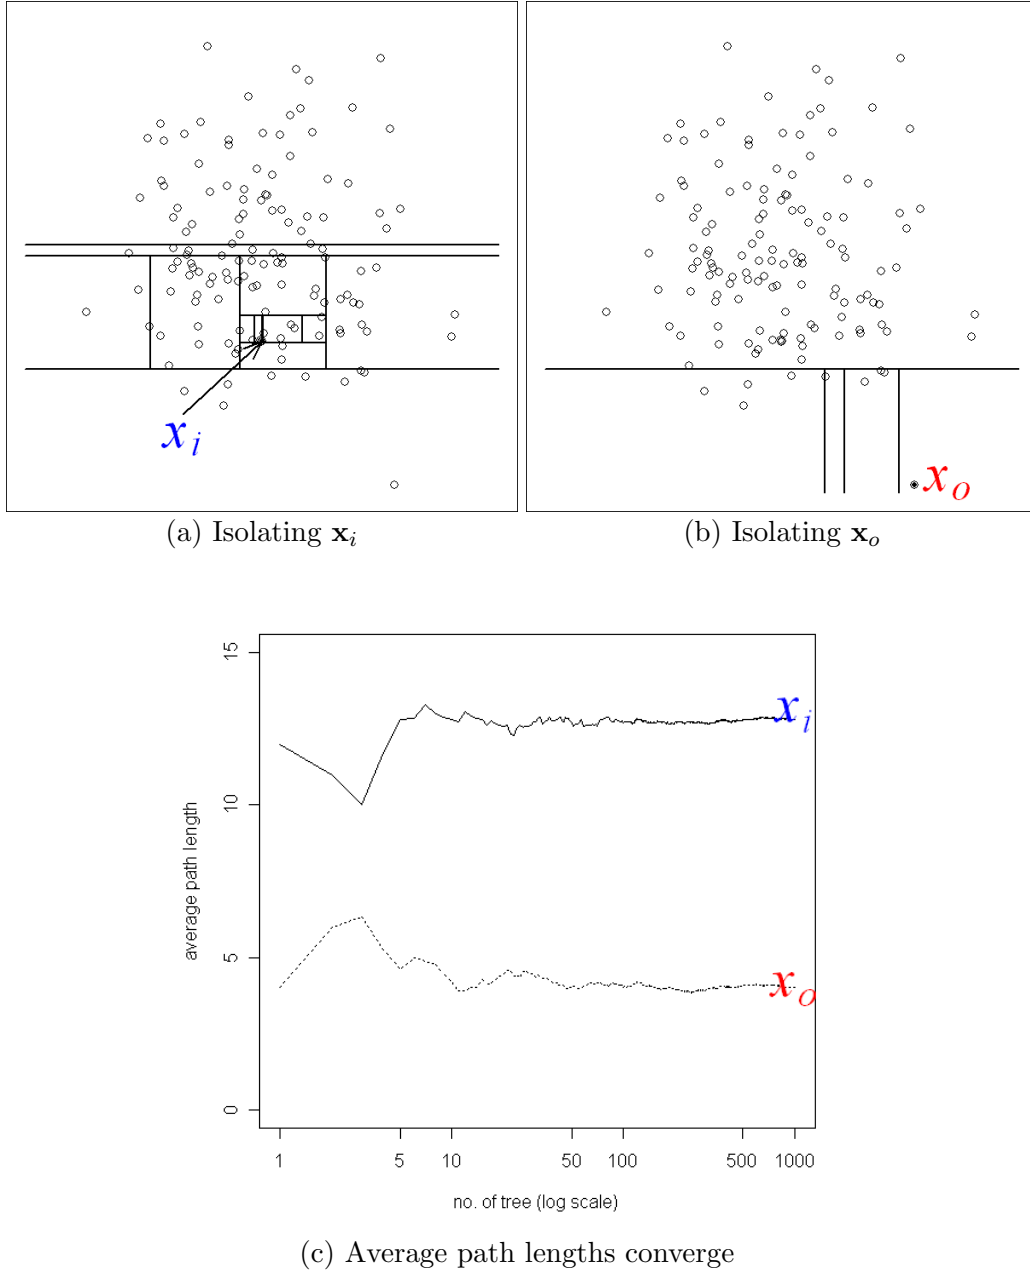 x_i
x_o
(a) Isolating x_i
(b) Isolating x_o
15
10
5
0
average path length
x_i
x_o
1 5 10 50 100 500 1000
no. of tree (log scale)
(c) Average path lengths converge